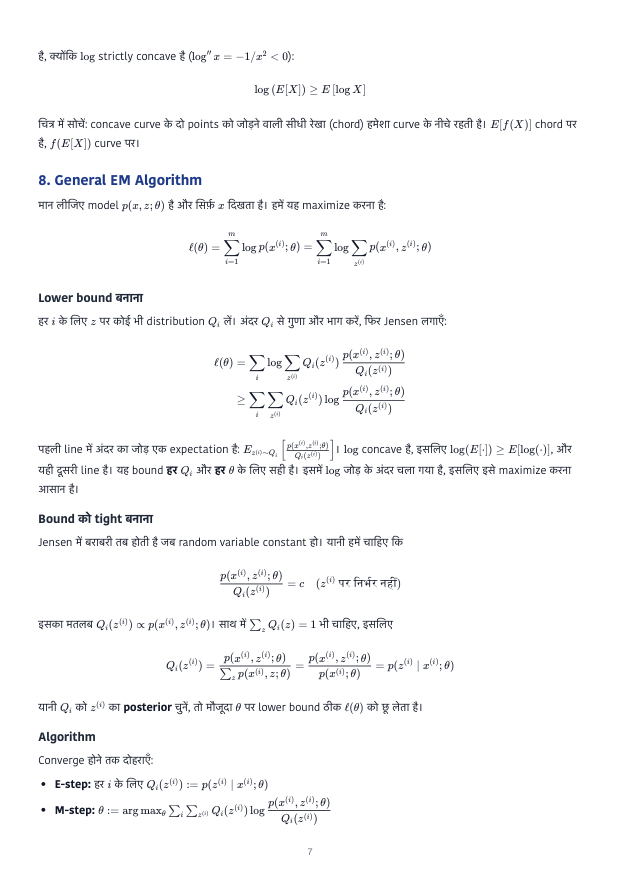 है, क्योंकि log strictly concave है (log″ x = −1/x² < 0):
log (E[X]) ≥ E [log X]
चित्र में सोचें: concave curve के दो points को जोड़ने वाली सीधी रेखा (chord) हमेशा curve के नीचे रहती है। E[f(X)] chord पर
है, f(E[X]) curve पर।
8. General EM Algorithm
मान लीजिए model p(x, z; θ) है और सिर्फ़ x दिखता है। हमें यह maximize करना है:
ℓ(θ) = ∑_{i=1}^{m} log p(x^{(i)}; θ) = ∑_{i=1}^{m} log ∑_{z^{(i)}} p(x^{(i)}, z^{(i)}; θ)
Lower bound बनाना
हर i के लिए z पर कोई भी distribution Q_i लें। अंदर Q_i से गुणा और भाग करें, फिर Jensen लगाएँ:
ℓ(θ) = ∑_i log ∑_{z^{(i)}} Q_i(z^{(i)}) p(x^{(i)}, z^{(i)}; θ) / Q_i(z^{(i)})
≥ ∑_i ∑_{z^{(i)}} Q_i(z^{(i)}) log p(x^{(i)}, z^{(i)}; θ) / Q_i(z^{(i)})
पहली line में अंदर का जोड़ एक expectation है: E_{z^{(i)}∼Q_i} [p(x^{(i)}, z^{(i)}; θ) / Q_i(z^{(i)})]। log concave है, इसलिए log(E[·]) ≥ E[log(·)], और
यही दूसरी line है। यह bound हर Q_i और हर θ के लिए सही है। इसमें log जोड़ के अंदर चला गया है, इसलिए इसे maximize करना
आसान है।
Bound को tight बनाना
Jensen में बराबरी तब होती है जब random variable constant हो। यानी हमें चाहिए कि
p(x^{(i)}, z^{(i)}; θ) / Q_i(z^{(i)}) = c (z^{(i)} पर निर्भर नहीं)
इसका मतलब Q_i(z^{(i)}) ∝ p(x^{(i)}, z^{(i)}; θ)। साथ में ∑_z Q_i(z) = 1 भी चाहिए, इसलिए
Q_i(z^{(i)}) = p(x^{(i)}, z^{(i)}; θ) / ∑_z p(x^{(i)}, z; θ) = p(x^{(i)}, z^{(i)}; θ) / p(x^{(i)}; θ) = p(z^{(i)} | x^{(i)}; θ)
यानी Q_i को z^{(i)} का posterior चुनें, तो मौजूदा θ पर lower bound ठीक ℓ(θ) को छू लेता है।
Algorithm
Converge होने तक दोहराएँ:
• E-step: हर i के लिए Q_i(z^{(i)}) := p(z^{(i)} | x^{(i)}; θ)
• M-step: θ := arg max_θ ∑_i ∑_{z^{(i)}} Q_i(z^{(i)}) log p(x^{(i)}, z^{(i)}; θ) / Q_i(z^{(i)})
7